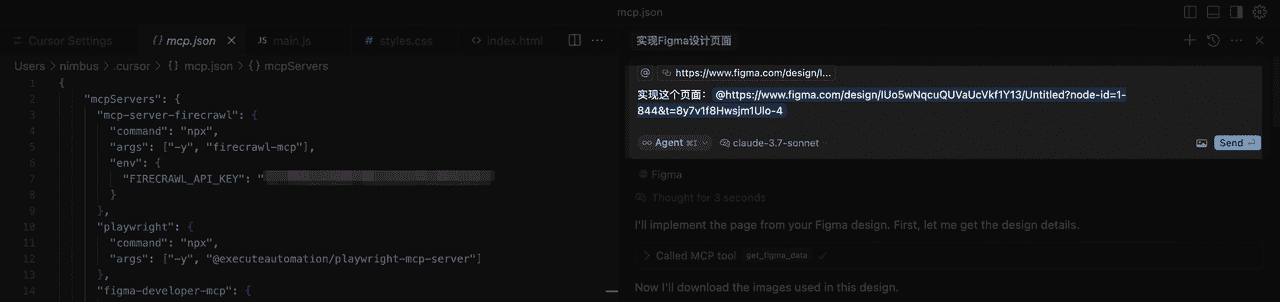 mcp.json
Cursor Settings
{} mcp.json
JS main.js
# styles.css
<> index.html
Users > nimbus > .cursor > {} mcp.json > {} mcpServers
1 {
2 "mcpServers": {
3 "mcp-server-firecrawl": {
4 "command": "npx",
5 "args": ["-y", "firecrawl-mcp"],
6 "env": {
7 "FIRECRAWL_API_KEY": "
8 }
9 },
10 "playwright": {
11 "command": "npx",
12 "args": ["-y", "@executeautomation/playwright-mcp-server"]
13 },
14 "figma-developer-mcp": {
实现Figma设计页面
@ https://www.figma.com/design/l...
实现这个页面： @https://www.figma.com/design/lUo5wNqcuQUVaUcVkf1Y13/Untitled?node-id=1-
844&t=8y7v1f8Hwsjm1Ulo-4
Agent ⌘I
claude-3.7-sonnet
Send
Figma
Thought for 3 seconds
I'll implement the page from your Figma design. First, let me get the design details.
Called MCP tool get_figma_data
Now I'll download the images used in this design.